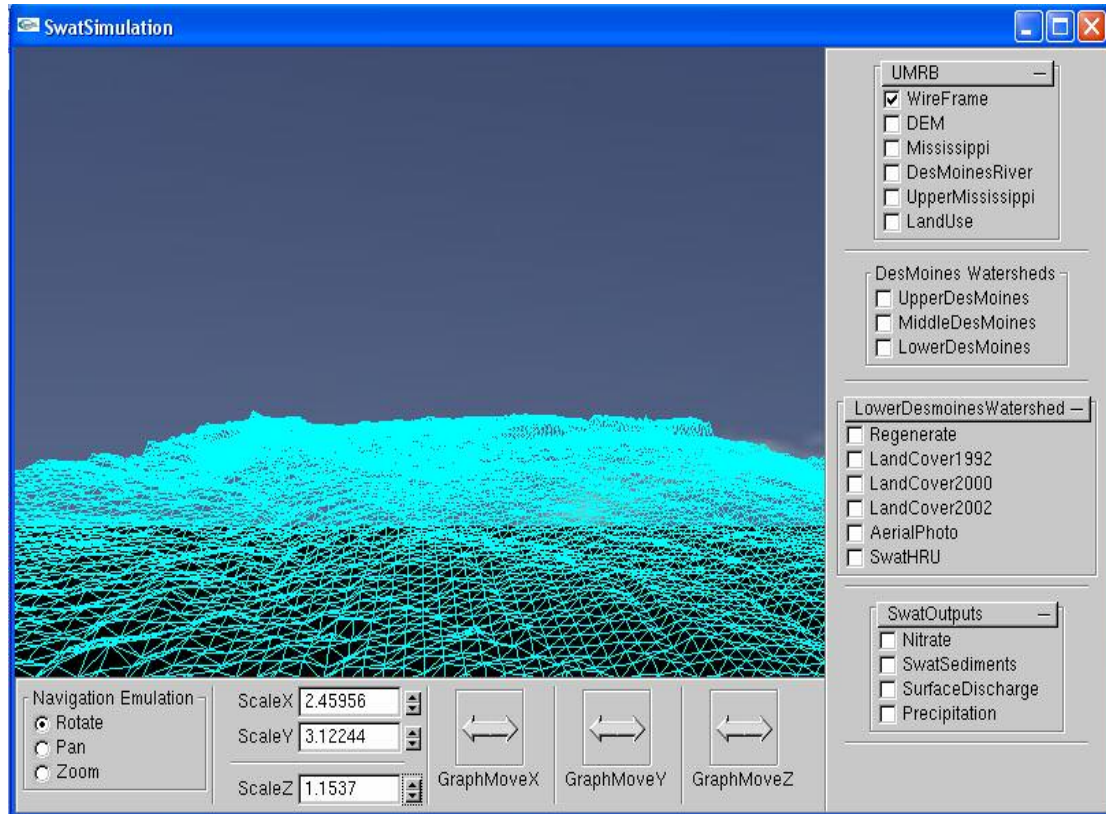 SwatSimulation
UMRB
WireFrame
DEM
Mississippi
DesMoinesRiver
UpperMississippi
LandUse
DesMoines Watersheds
UpperDesMoines
MiddleDesMoines
LowerDesMoines
LowerDesmoinesWatershed
Regenerate
LandCover1992
LandCover2000
LandCover2002
AerialPhoto
SwatHRU
SwatOutputs
Nitrate
SwatSediments
SurfaceDischarge
Precipitation
Navigation Emulation
Rotate
Pan
Zoom
ScaleX 2.45956
ScaleY 3.12244
ScaleZ 1.1537
GraphMoveX
GraphMoveY
GraphMoveZ